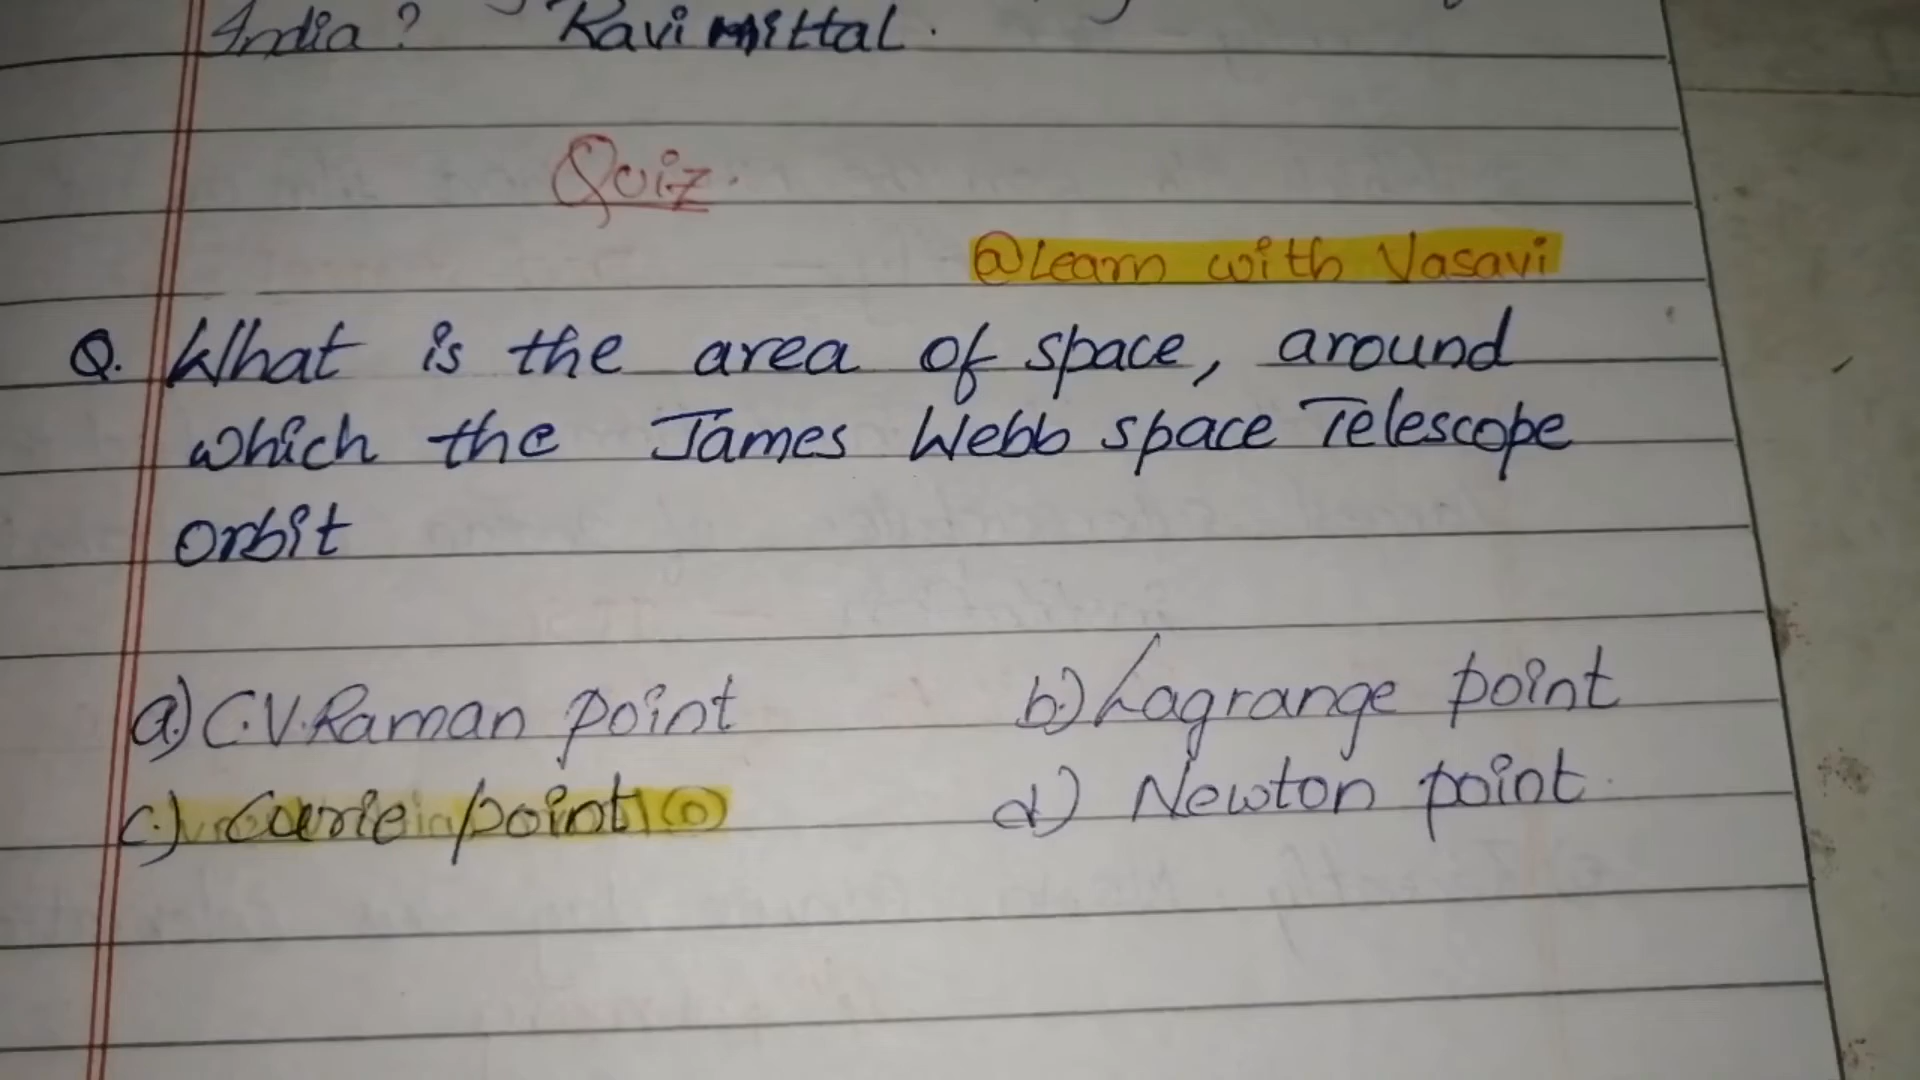 India? Ravi mittal.
Quiz.
@Learn with Vasavi
Q. What is the area of space, around
which the James Webb space Telescope
orbit
a) C.V.Raman point b) Lagrange point
c) Curie point d) Newton point.